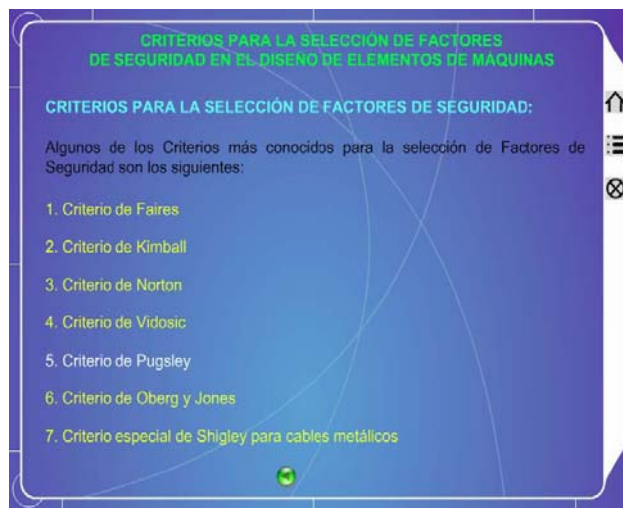 CRITERIOS PARA LA SELECCIÓN DE FACTORES
DE SEGURIDAD EN EL DISEÑO DE ELEMENTOS DE MÁQUINAS
CRITERIOS PARA LA SELECCIÓN DE FACTORES DE SEGURIDAD:
Algunos de los Criterios más conocidos para la selección de Factores de
Seguridad son los siguientes:
1. Criterio de Faires
2. Criterio de Kimball
3. Criterio de Norton
4. Criterio de Vidosic
5. Criterio de Pugsley
6. Criterio de Oberg y Jones
7. Criterio especial de Shigley para cables metálicos